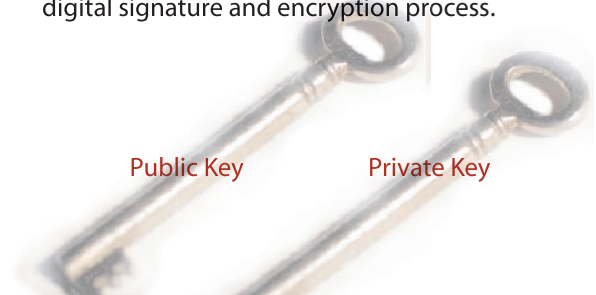 digital signature and encryption process.
Public Key
Private Key